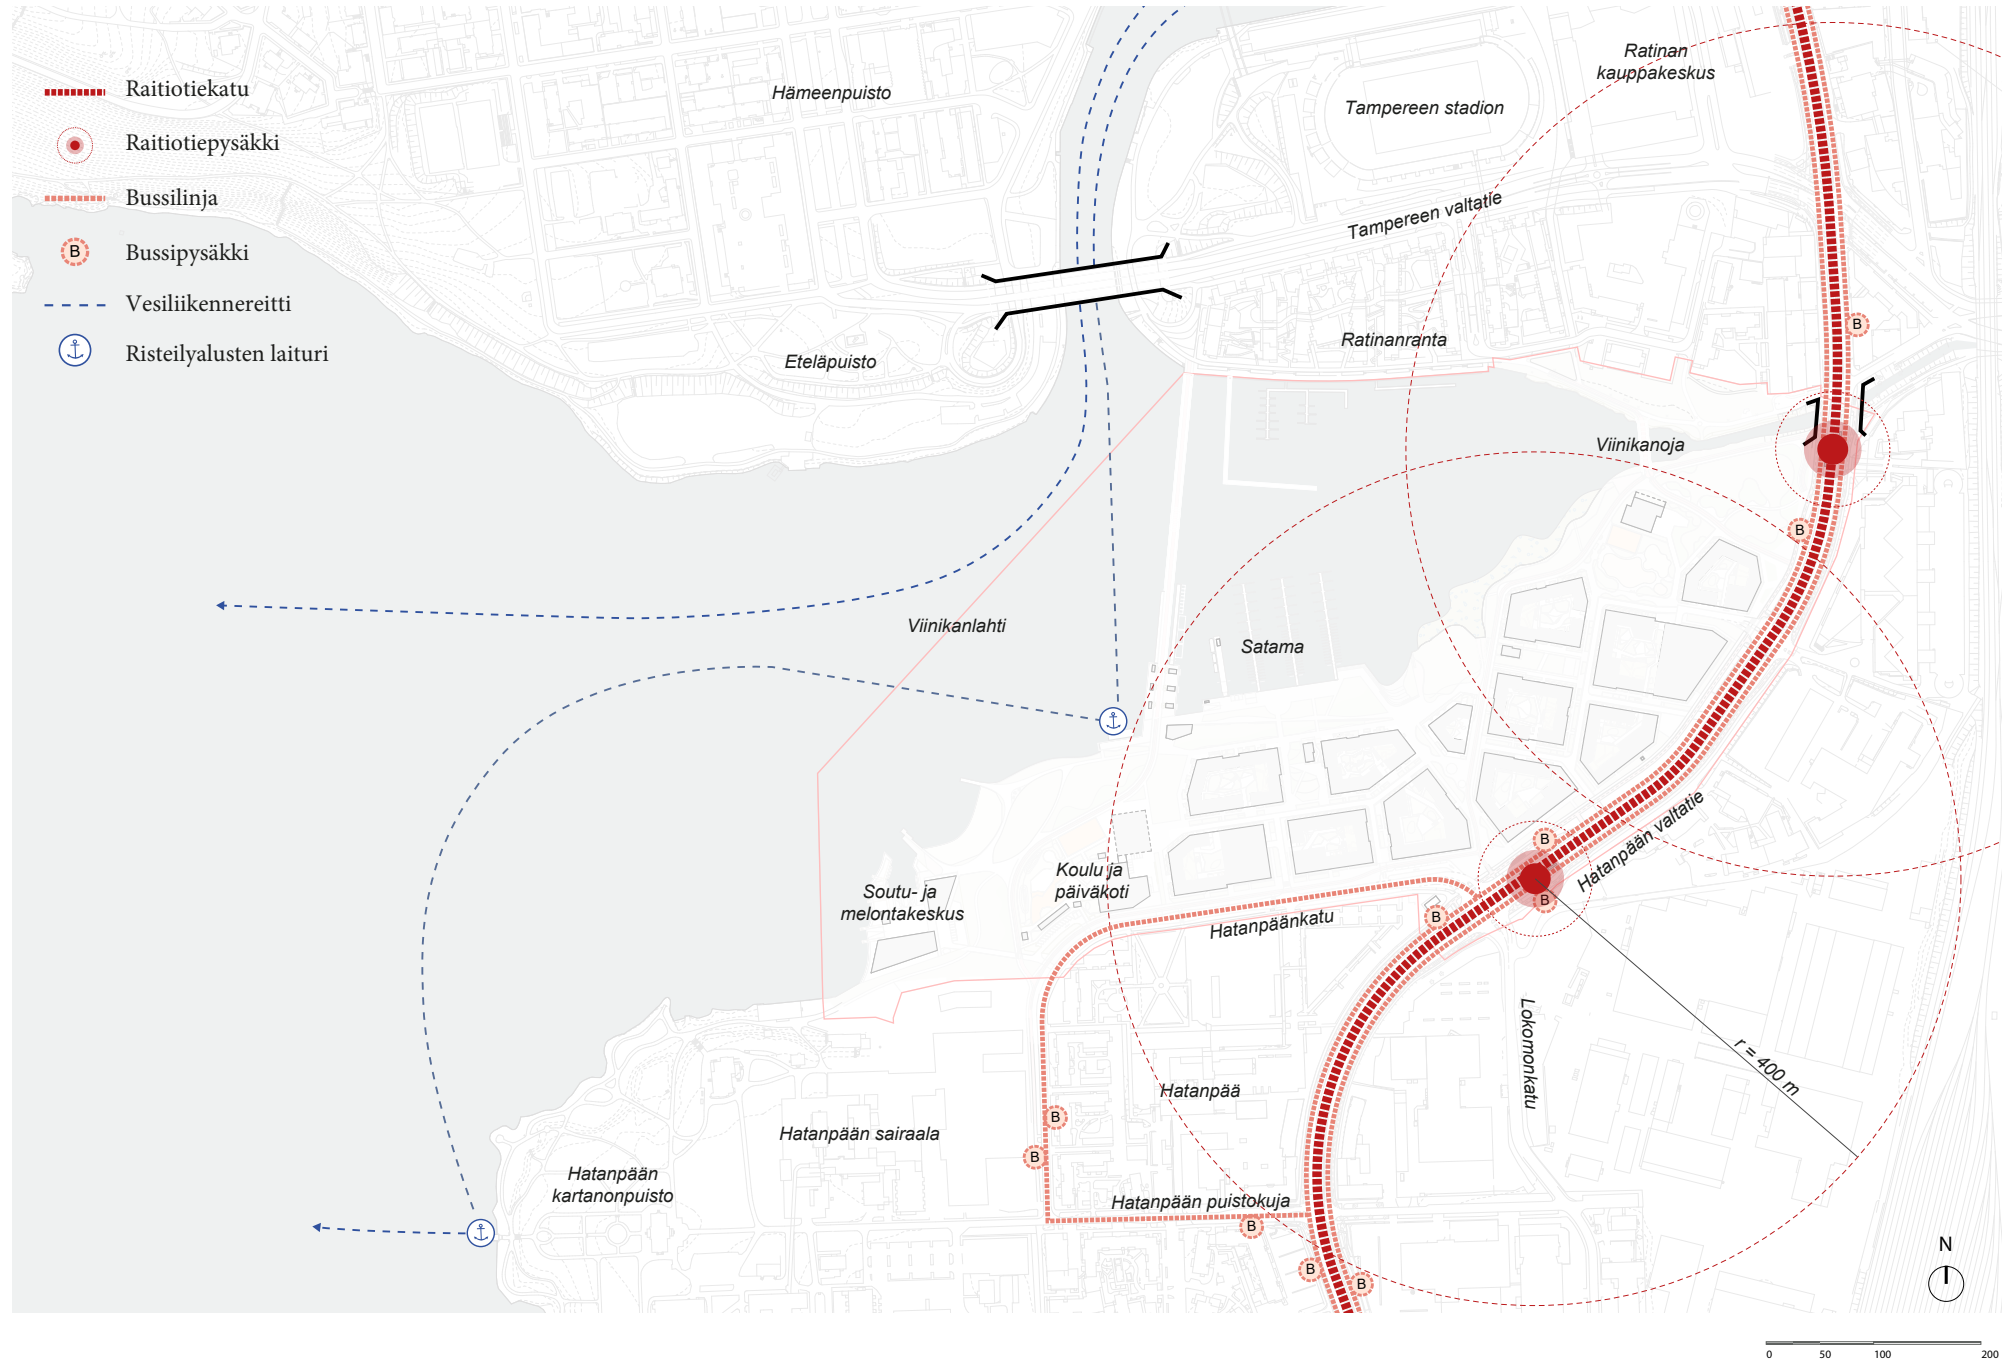 Raitiotiekatu
Raitiotiepysäkki
Bussilinja
B
Bussipysäkki
Vesiliikennereitti
Risteilyalusten laituri
Hämeenpuisto
Tampereen stadion
Ratinan
kauppakeskus
Tampereen valtatie
B
Ratinanranta
Eteläpuisto
Viinikanoja
B
Viinikanlahti
Satama
B
Hatanpään valtatie
Koulu ja
päiväkoti
Soutu- ja
melontakeskus
B
B
Hatanpäänkatu
Lokomonkatu
r = 400 m
Hatanpää
B
Hatanpään sairaala
B
Hatanpään
kartanonpuisto
Hatanpään puistokuja
B
B
B
N
0 50 100 200